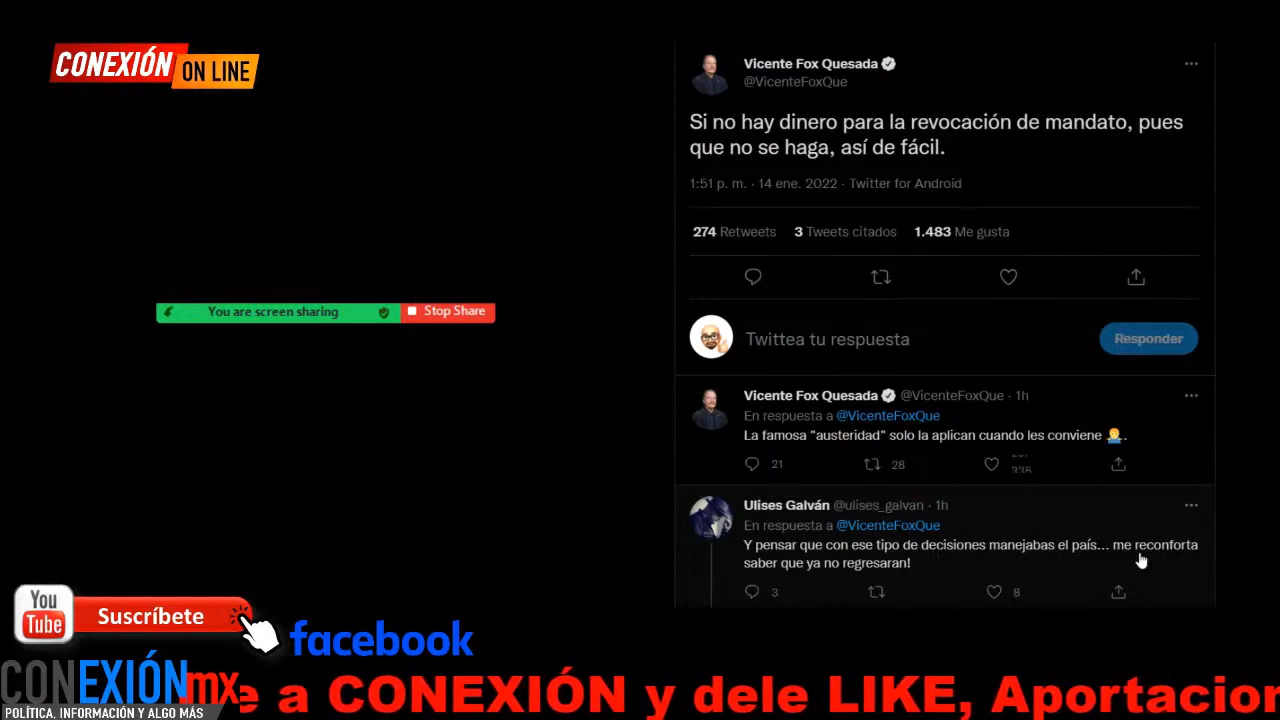 CONEXIÓN
ON LINE
Vicente Fox Quesada
@VicenteFoxQue
Si no hay dinero para la revocación de mandato, pues
que no se haga, así de fácil.
1:51 p. m. · 14 ene. 2022 · Twitter for Android
274 Retweets 3 Tweets citados 1.483 Me gusta
You are screen sharing Stop Share
Twittea tu respuesta Responder
Vicente Fox Quesada @VicenteFoxQue · 1h
En respuesta a @VicenteFoxQue
La famosa "austeridad" solo la aplican cuando les conviene .
21 28 335
Ulises Galván @ulises_galvan · 1h
En respuesta a @VicenteFoxQue
Y pensar que con ese tipo de decisiones manejabas el país... me reconforta
saber que ya no regresaran!
3 8
You
Tube
Suscríbete
facebook
CONEXIÓNmx
POLÍTICA, INFORMACIÓN Y ALGO MÁS
e a CONEXIÓN y dele LIKE, Aportacion